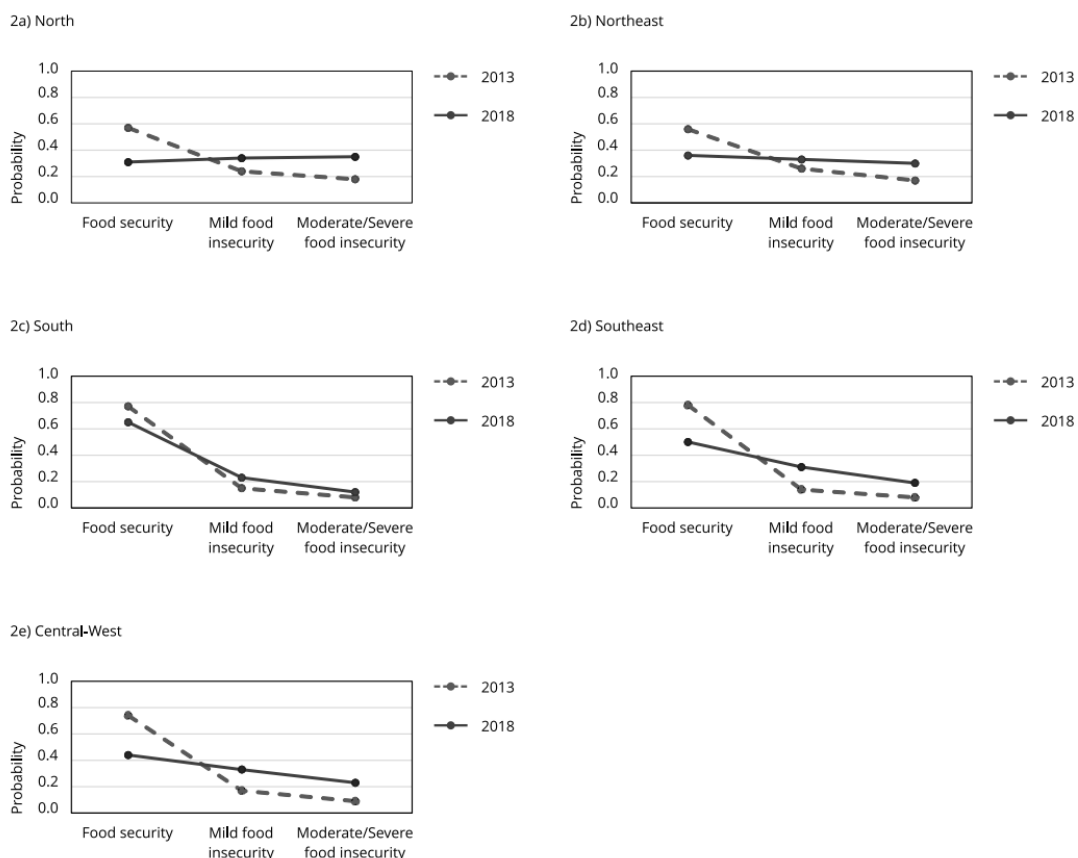 2a) North
Probability
1.0
0.8
0.6
0.4
0.2
0.0
Food security
Mild food
insecurity
Moderate/Severe
food insecurity
2013
2018
2b) Northeast
Probability
1.0
0.8
0.6
0.4
0.2
0.0
Food security
Mild food
insecurity
Moderate/Severe
food insecurity
2013
2018
2c) South
Probability
1.0
0.8
0.6
0.4
0.2
0.0
Food security
Mild food
insecurity
Moderate/Severe
food insecurity
2013
2018
2d) Southeast
Probability
1.0
0.8
0.6
0.4
0.2
0.0
Food security
Mild food
insecurity
Moderate/Severe
food insecurity
2013
2018
2e) Central-West
Probability
1.0
0.8
0.6
0.4
0.2
0.0
Food security
Mild food
insecurity
Moderate/Severe
food insecurity
2013
2018